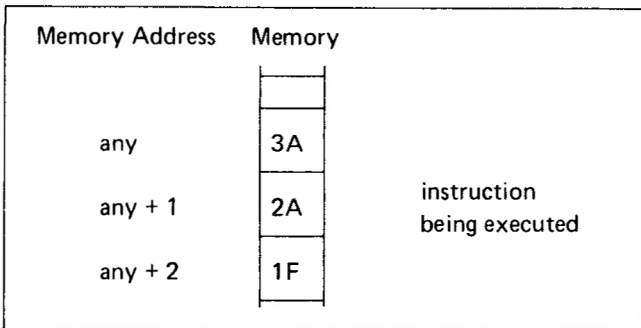 Memory Address Memory
any 3A
any + 1 2A
instruction
being executed
any + 2 1F